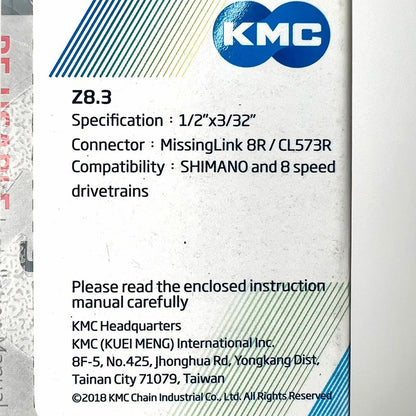 KMC
Z8.3
Specification : 1/2"x3/32"
Connector : MissingLink 8R / CL573R
Compatibility : SHIMANO and 8 speed
drivetrains
Please read the enclosed instruction
manual carefully
KMC Headquarters
KMC (KUEI MENG) International Inc.
8F-5, No.425, Jhonghua Rd, Yongkang Dist,
Tainan City 71079, Taiwan
©2018 KMC Chain Industrial Co., Ltd. All Rights Reserved